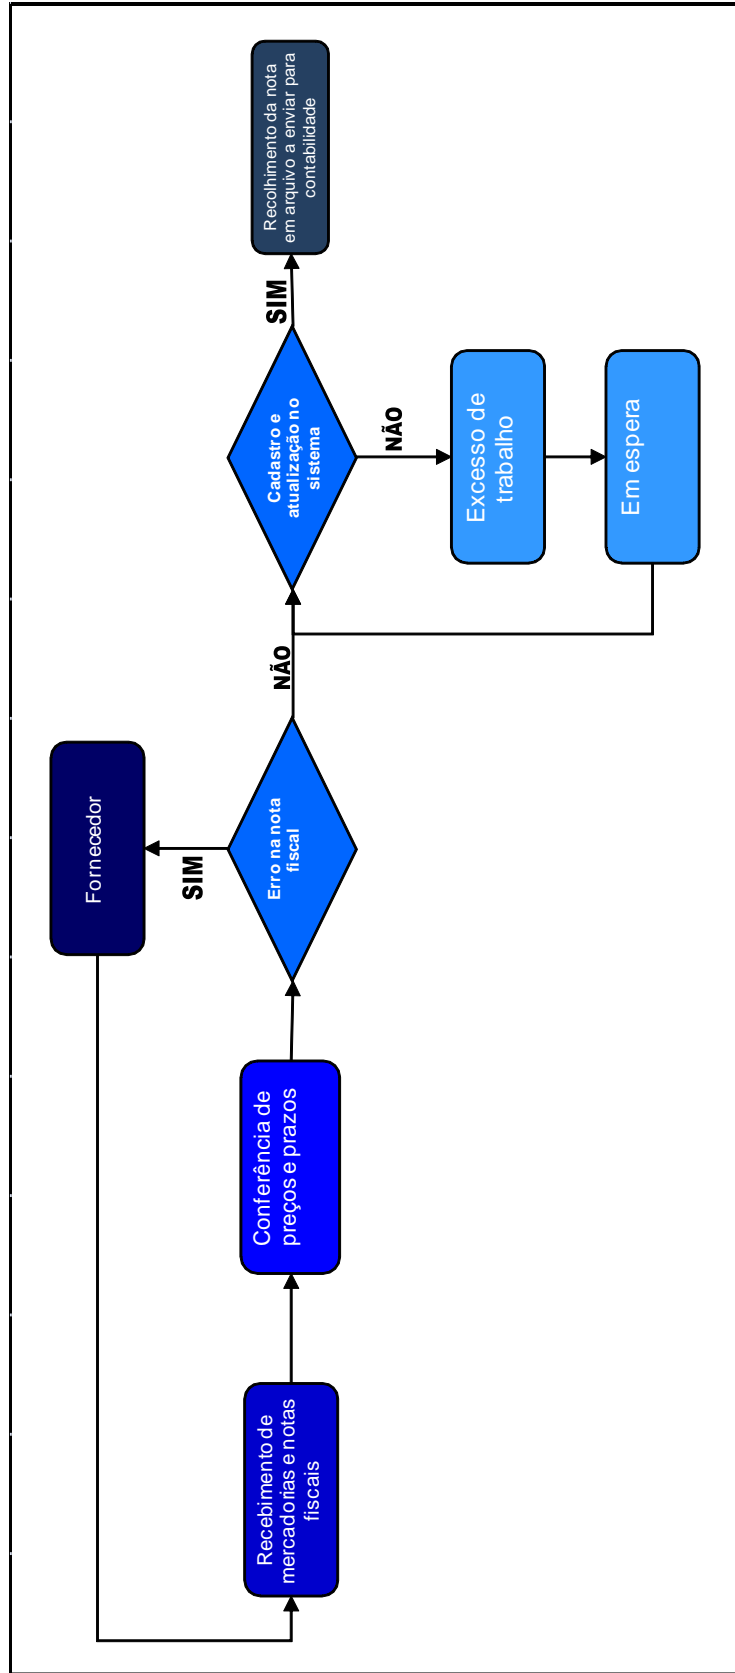 Fornecedor
SIM
Recebimento de
mercadorias e notas
fiscais
Conferência de
preços e prazos
Erro na nota
fiscal
NÃO
Cadastro e
atualização no
sistema
SIM
Recolhimento da nota
em arquivo a enviar para
contabilidade
NÃO
Excesso de
trabalho
Em espera